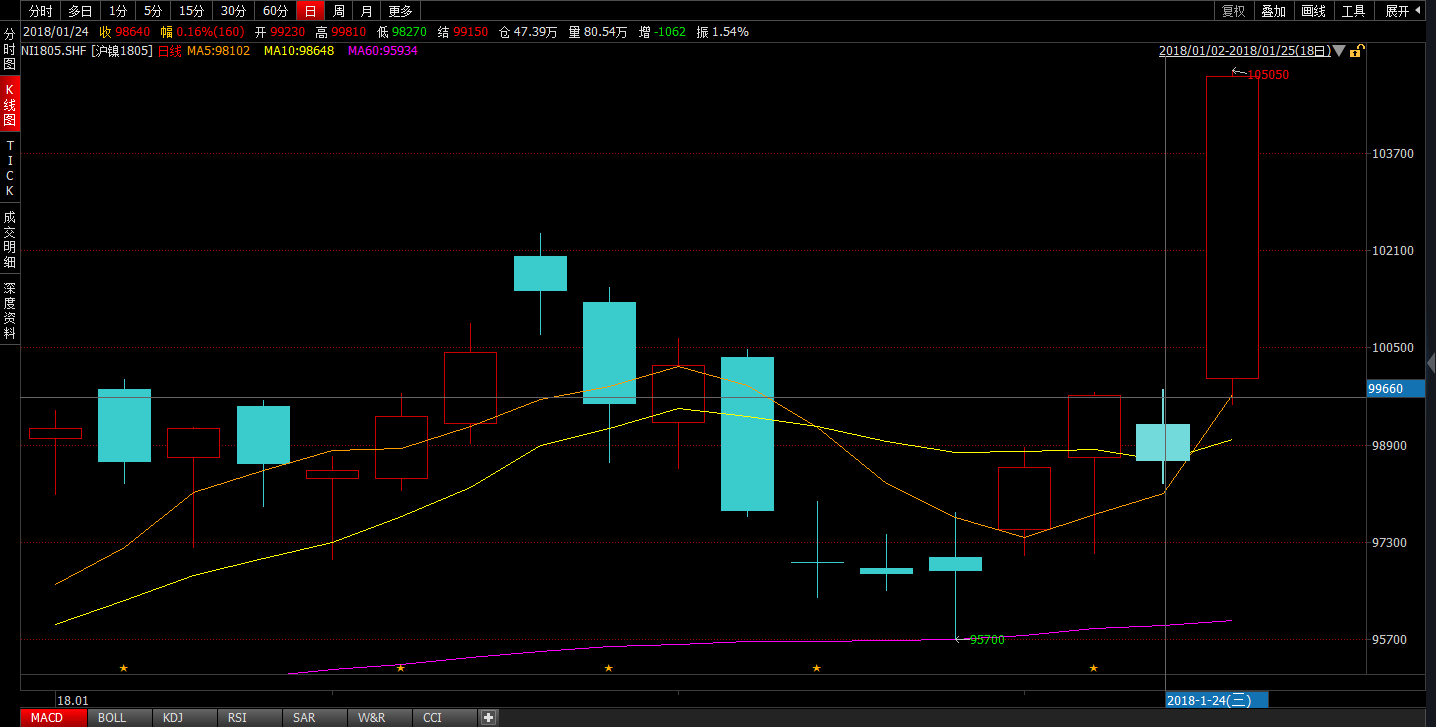 分时 多日 1分 5分 15分 30分 60分 日 周 月 更多 复权 叠加 画线 工具 展开
2018/01/24 收 98640 幅 0.16%(160) 开 99230 高 99810 低 98270 结 99150 仓 47.39万 量 80.54万 增 -1062 振 1.54%
NI1805.SHF [沪镍1805] 日线 MA5:98102 MA10:98648 MA60:95934 2018/01/02-2018/01/25(18日)
分时图
K线图
TICK
成交明细
深度资料
105050
103700
102100
100500
99660
98900
97300
95700
95700
18.01 2018-1-24(三)
MACD BOLL KDJ RSI SAR W&R CCI